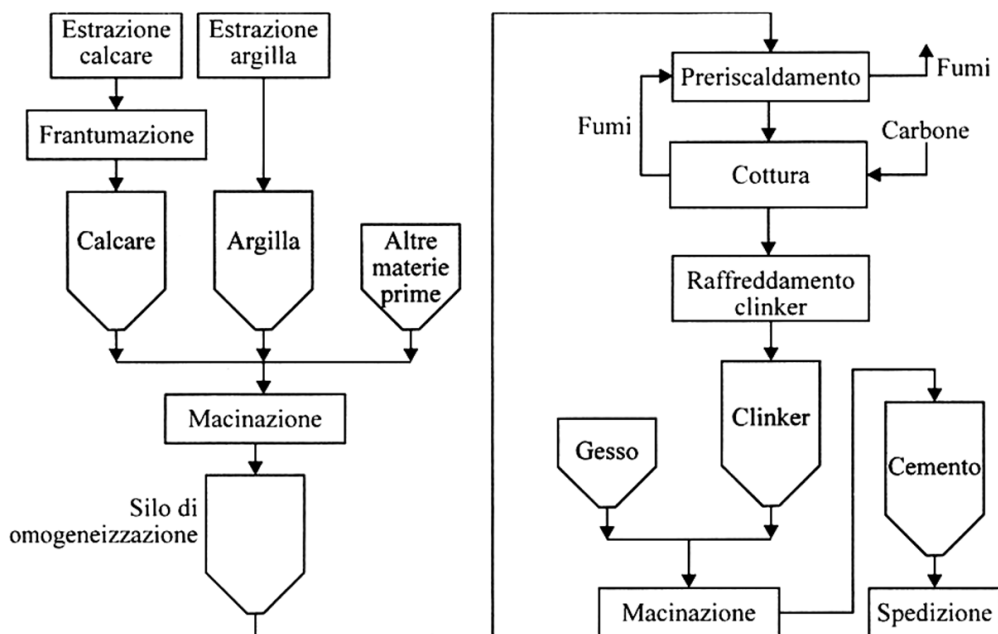 Estrazione
calcare
Estrazione
argilla
Frantumazione
Calcare
Argilla
Altre
materie
prime
Macinazione
Silo di
omogeneizzazione
Preriscaldamento
Fumi
Fumi
Carbone
Cottura
Raffreddamento
clinker
Clinker
Gesso
Cemento
Macinazione
Spedizione